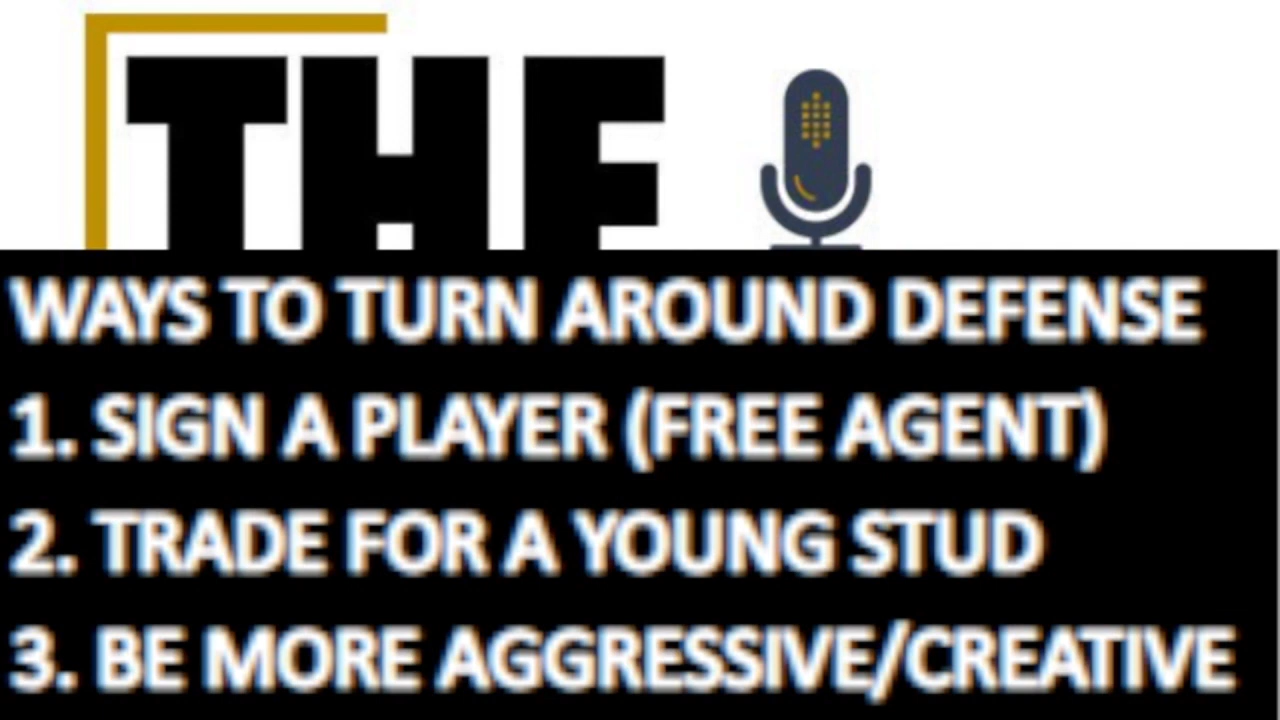 THE
WAYS TO TURN AROUND DEFENSE
1. SIGN A PLAYER (FREE AGENT)
2. TRADE FOR A YOUNG STUD
3. BE MORE AGGRESSIVE/CREATIVE